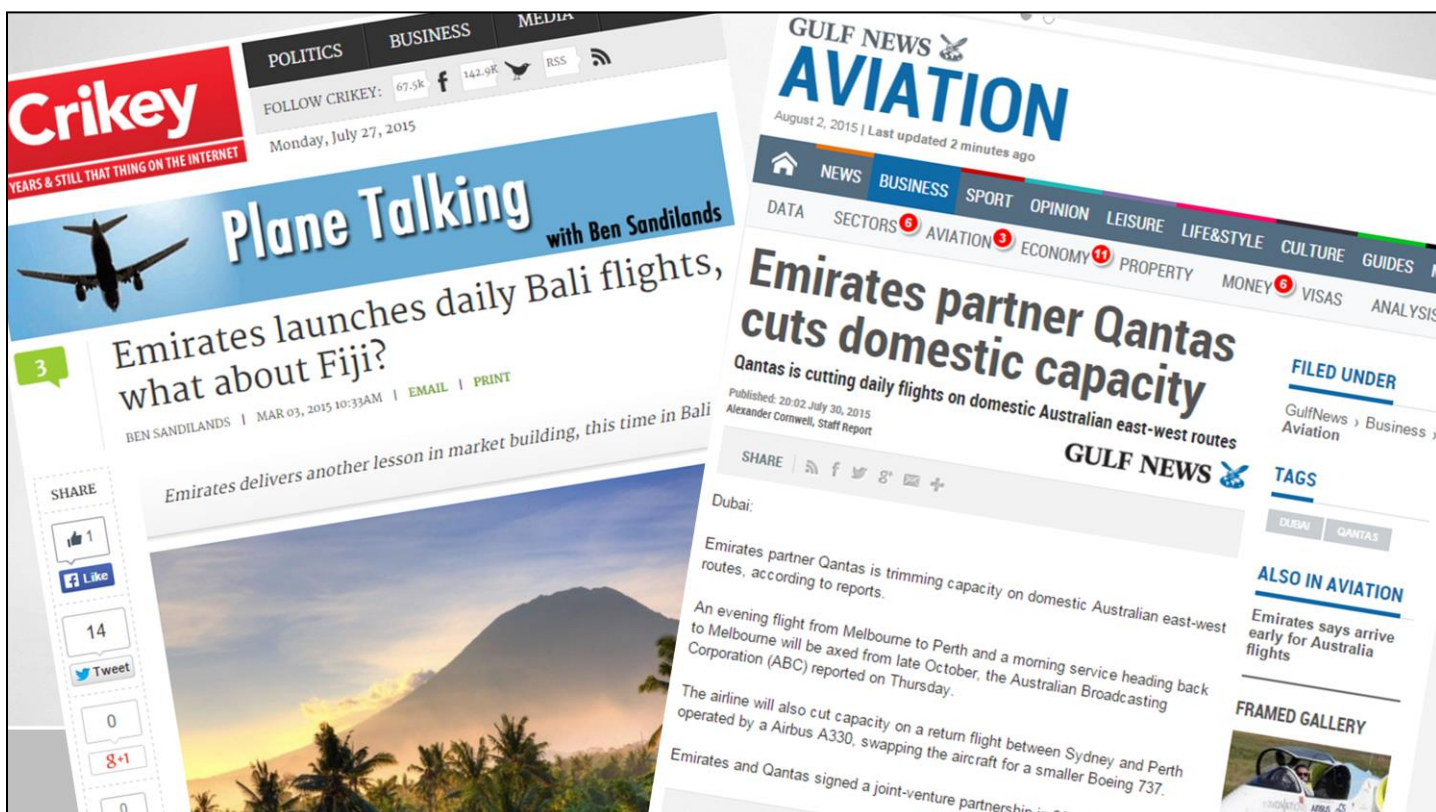 Crikey
YEARS & STILL THAT THING ON THE INTERNET
POLITICS BUSINESS MEDIA
FOLLOW CRIKEY: 67.5k 142.9K RSS
Monday, July 27, 2015
Plane Talking
with Ben Sandilands
3
Emirates launches daily Bali flights,
what about Fiji?
BEN SANDILANDS | MAR 03, 2015 10:33AM | EMAIL | PRINT
Emirates delivers another lesson in market building, this time in Bali
SHARE
1
Like
14
Tweet
0
g+1
0
GULF NEWS
AVIATION
August 2, 2015 | Last updated 2 minutes ago
NEWS BUSINESS SPORT OPINION LEISURE LIFE&STYLE CULTURE GUIDES
DATA SECTORS 6 AVIATION 3 ECONOMY 11 PROPERTY MONEY 6 VISAS ANALYSIS
Emirates partner Qantas
cuts domestic capacity
Qantas is cutting daily flights on domestic Australian east-west routes
Published: 20:02 July 30, 2015
Alexander Cornwell, Staff Report
GULF NEWS
SHARE
Dubai:
Emirates partner Qantas is trimming capacity on domestic Australian east-west
routes, according to reports.
An evening flight from Melbourne to Perth and a morning service heading back
to Melbourne will be axed from late October, the Australian Broadcasting
Corporation (ABC) reported on Thursday.
The airline will also cut capacity on a return flight between Sydney and Perth
operated by a Airbus A330, swapping the aircraft for a smaller Boeing 737.
Emirates and Qantas signed a joint-venture partnership
FILED UNDER
GulfNews › Business ›
Aviation
TAGS
DUBAI QANTAS
ALSO IN AVIATION
Emirates says arrive
early for Australia
flights
FRAMED GALLERY